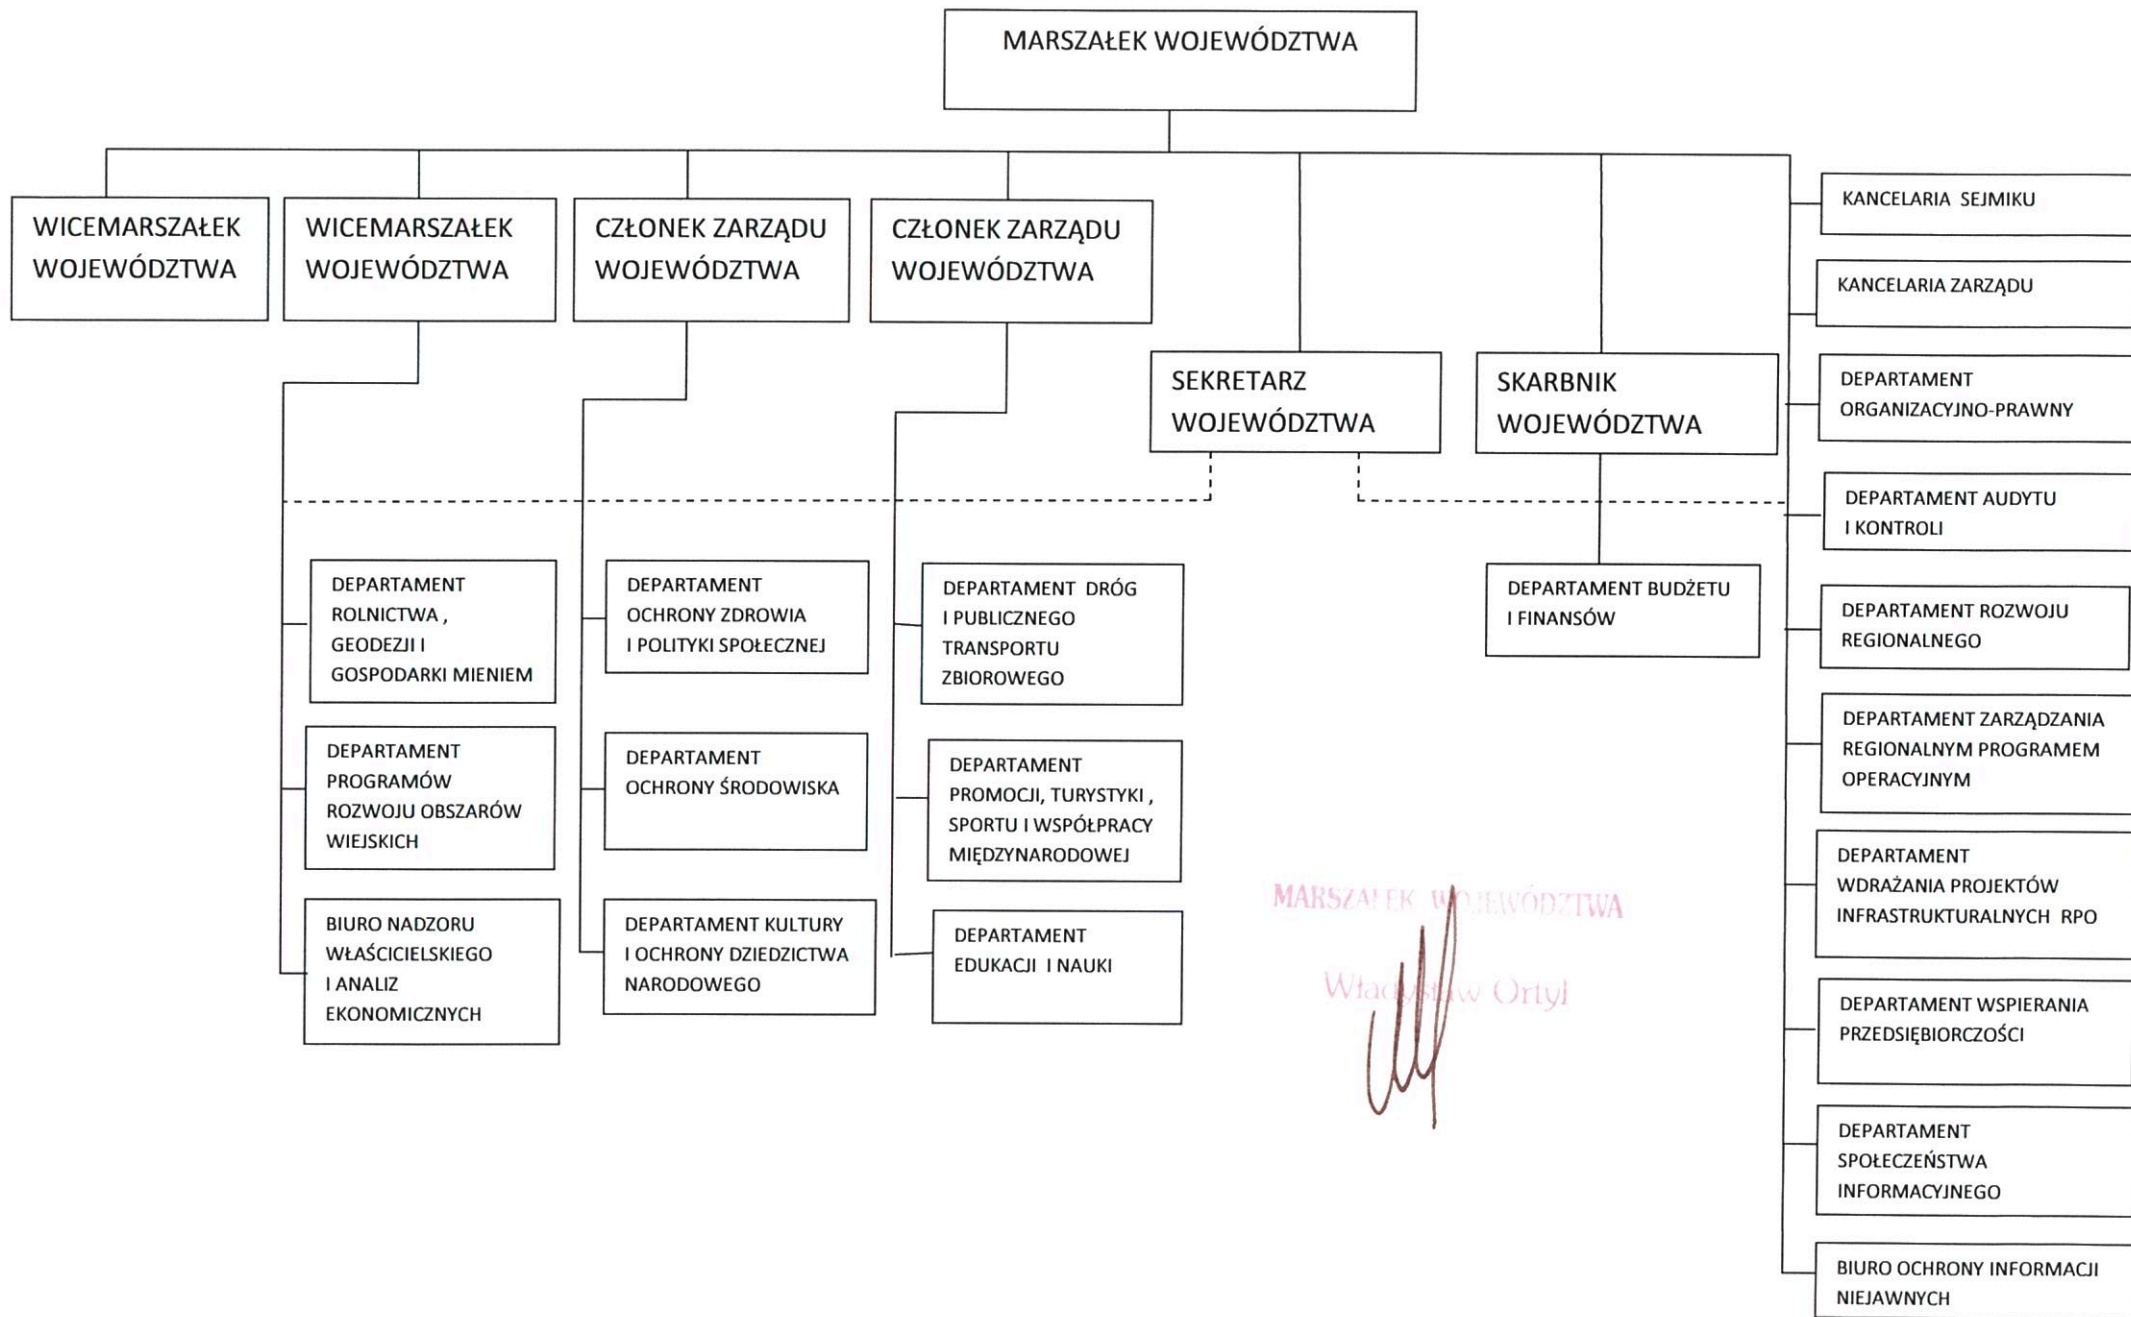 MARSZAŁEK WOJEWÓDZTWA
WICEMARSZAŁEK
WOJEWÓDZTWA
WICEMARSZAŁEK
WOJEWÓDZTWA
CZŁONEK ZARZĄDU
WOJEWÓDZTWA
CZŁONEK ZARZĄDU
WOJEWÓDZTWA
SEKRETARZ
WOJEWÓDZTWA
SKARBNIK
WOJEWÓDZTWA
DEPARTAMENT
ROLNICTWA ,
GEODEZJI I
GOSPODARKI MIENIEM
DEPARTAMENT
PROGRAMÓW
ROZWOJU OBSZARÓW
WIEJSKICH
BIURO NADZORU
WŁAŚCICIELSKIEGO
I ANALIZ
EKONOMICZNYCH
DEPARTAMENT
OCHRONY ZDROWIA
I POLITYKI SPOŁECZNEJ
DEPARTAMENT
OCHRONY ŚRODOWISKA
DEPARTAMENT KULTURY
I OCHRONY DZIEDZICTWA
NARODOWEGO
DEPARTAMENT DRÓG
I PUBLICZNEGO
TRANSPORTU
ZBIOROWEGO
DEPARTAMENT
PROMOCJI, TURYSTYKI ,
SPORTU I WSPÓŁPRACY
MIĘDZYNARODOWEJ
DEPARTAMENT
EDUKACJI I NAUKI
DEPARTAMENT BUDŻETU
I FINANSÓW
KANCELARIA SEJMIKU
KANCELARIA ZARZĄDU
DEPARTAMENT
ORGANIZACYJNO-PRAWNY
DEPARTAMENT AUDYTU
I KONTROLI
DEPARTAMENT ROZWOJU
REGIONALNEGO
DEPARTAMENT ZARZĄDZANIA
REGIONALNYM PROGRAMEM
OPERACYJNYM
DEPARTAMENT
WDRAŻANIA PROJEKTÓW
INFRASTRUKTURALNYCH RPO
DEPARTAMENT WSPIERANIA
PRZEDSIĘBIORCZOŚCI
DEPARTAMENT
SPOŁECZEŃSTWA
INFORMACYJNEGO
BIURO OCHRONY INFORMACJI
NIEJAWNYCH
MARSZAŁEK WOJEWÓDZTWA
Władysław Ortyl